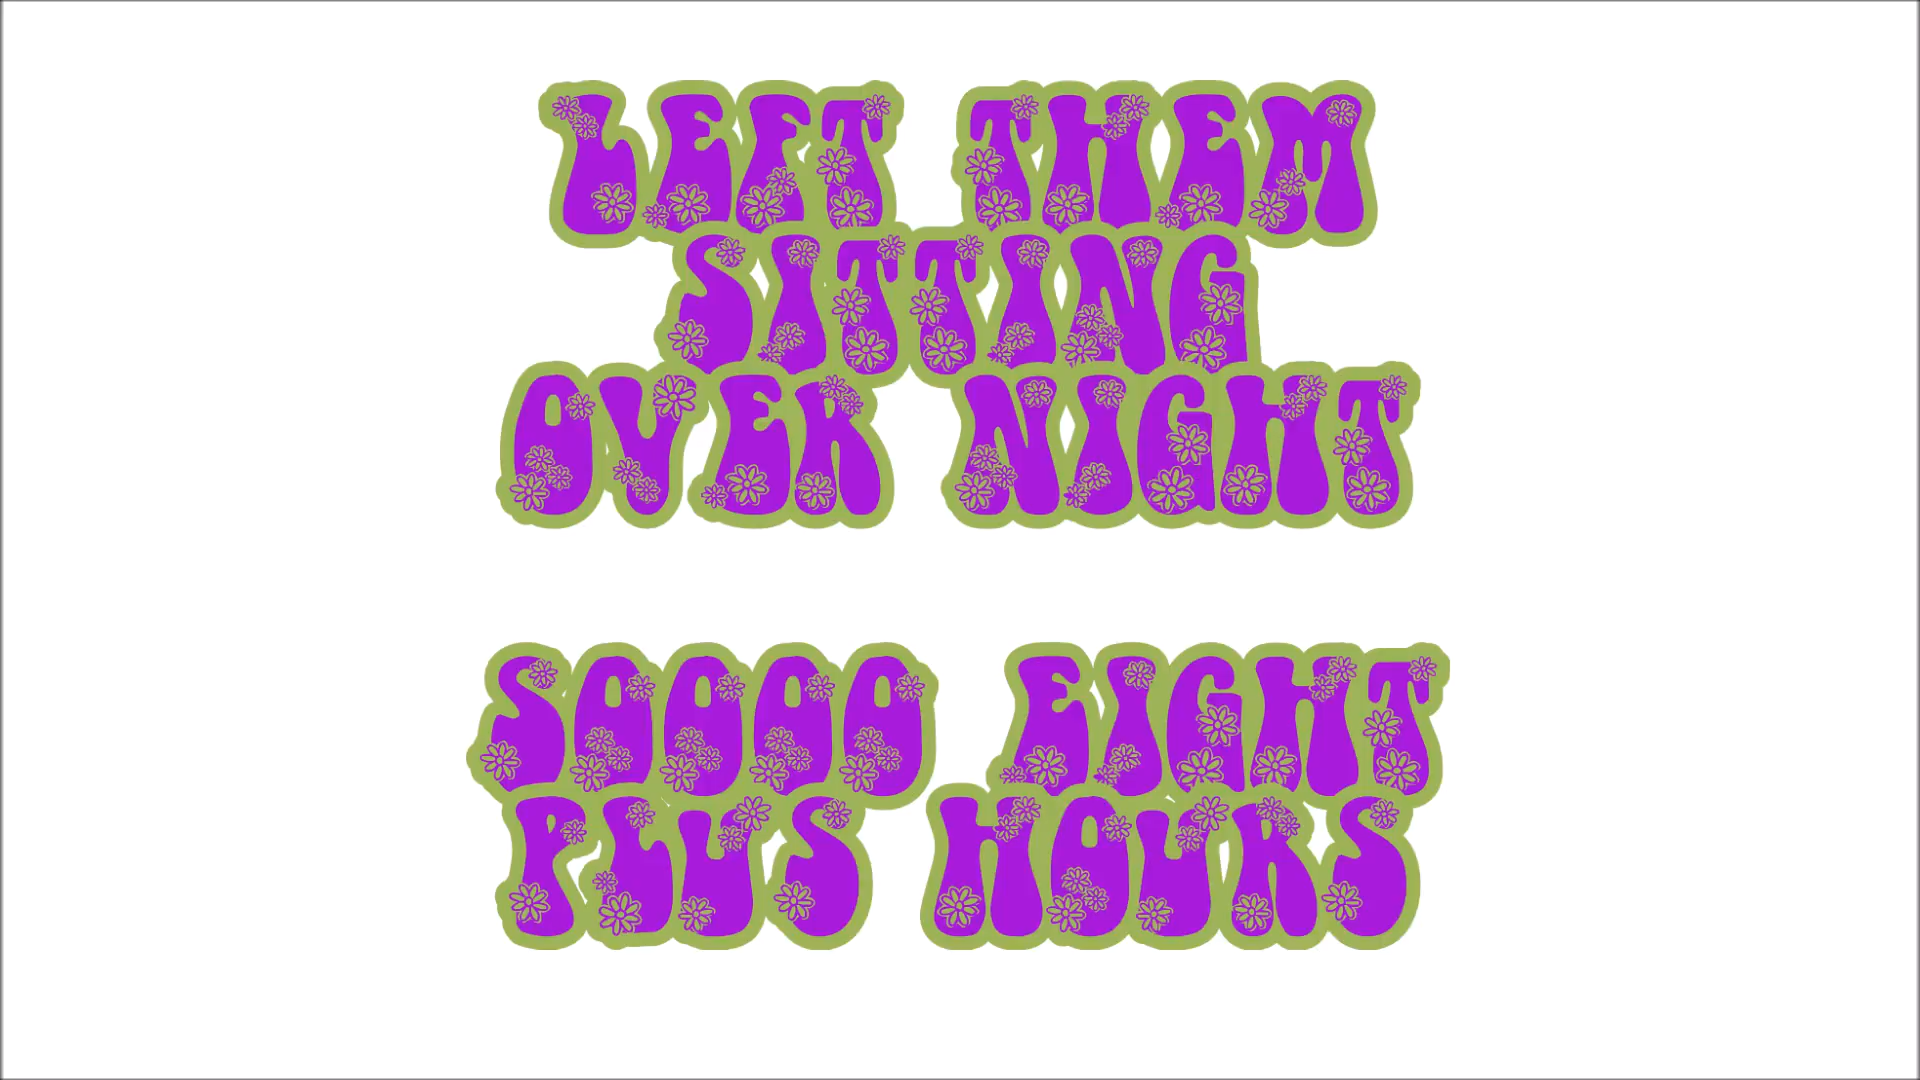 LEFT THEM
SITTING
OVER NIGHT
SOOOO EIGHT
PLUS HOURS